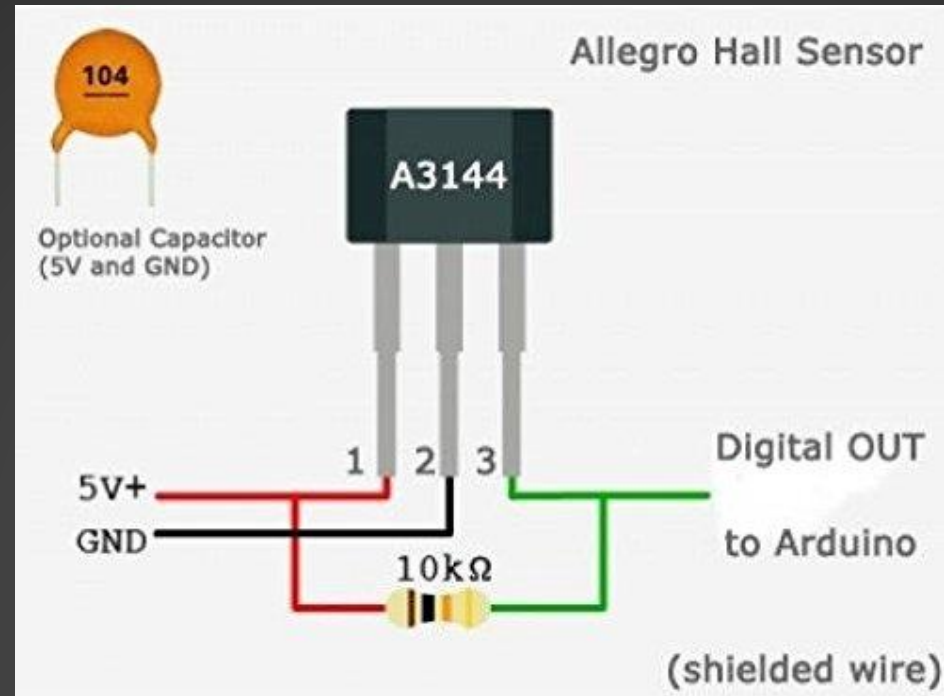 104
Allegro Hall Sensor
A3144
Optional Capacitor
(5V and GND)
1 2 3
5V+
GND
10kΩ
Digital OUT
to Arduino
(shielded wire)